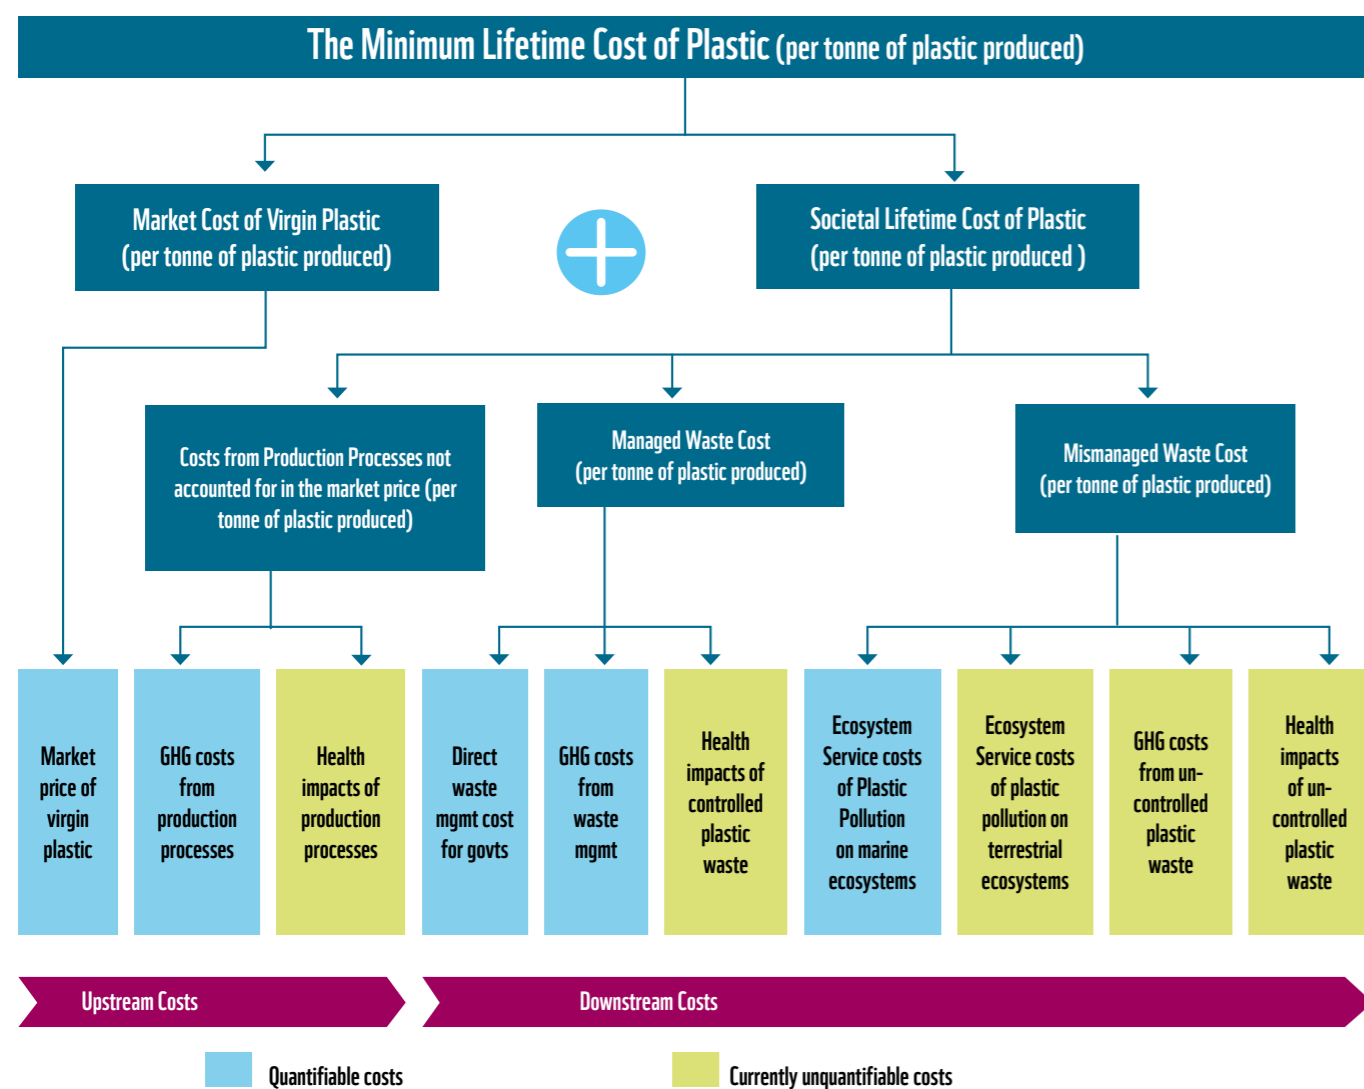 The Minimum Lifetime Cost of Plastic (per tonne of plastic produced)
Market Cost of Virgin Plastic
(per tonne of plastic produced)
Societal Lifetime Cost of Plastic
(per tonne of plastic produced )
Costs from Production Processes not
accounted for in the market price (per
tonne of plastic produced)
Managed Waste Cost
(per tonne of plastic produced)
Mismanaged Waste Cost
(per tonne of plastic produced)
Market
price of
virgin
plastic
GHG costs
from
production
processes
Health
impacts of
production
processes
Direct
waste
mgmt cost
for govts
GHG costs
from
waste
mgmt
Health
impacts of
controlled
plastic
waste
Ecosystem
Service costs
of Plastic
Pollution
on marine
ecosystems
Ecosystem
Service costs
of plastic
pollution on
terrestrial
ecosystems
GHG costs
from un-
controlled
plastic
waste
Health
impacts
of un-
controlled
plastic
waste
Upstream Costs
Downstream Costs
Quantifiable costs
Currently unquantifiable costs